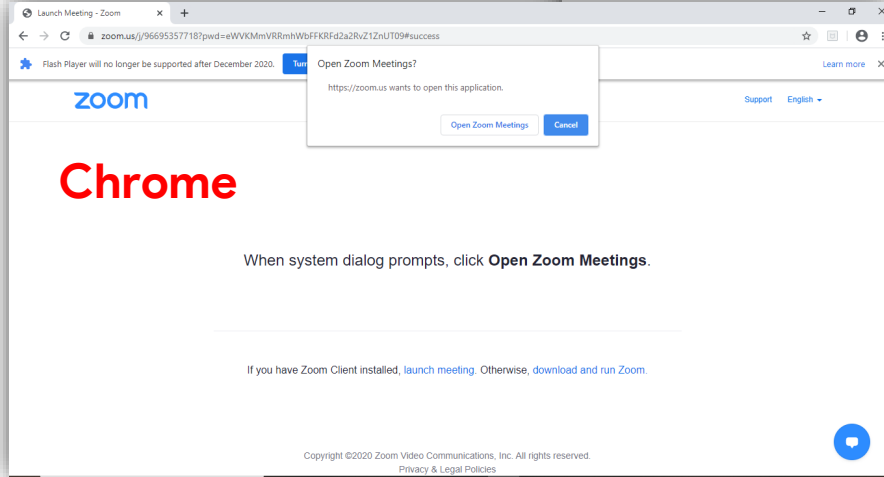 Launch Meeting - Zoom
zoom.us/j/96695357718?pwd=eWVKMmVRRmhWbFFKRFd2a2RvZ1ZnUT09#success
Flash Player will no longer be supported after December 2020.
Learn more
Open Zoom Meetings?
https://zoom.us wants to open this application.
Open Zoom Meetings Cancel
zoom
Support English
Chrome
When system dialog prompts, click Open Zoom Meetings.
If you have Zoom Client installed, launch meeting. Otherwise, download and run Zoom.
Copyright ©2020 Zoom Video Communications, Inc. All rights reserved.
Privacy & Legal Policies